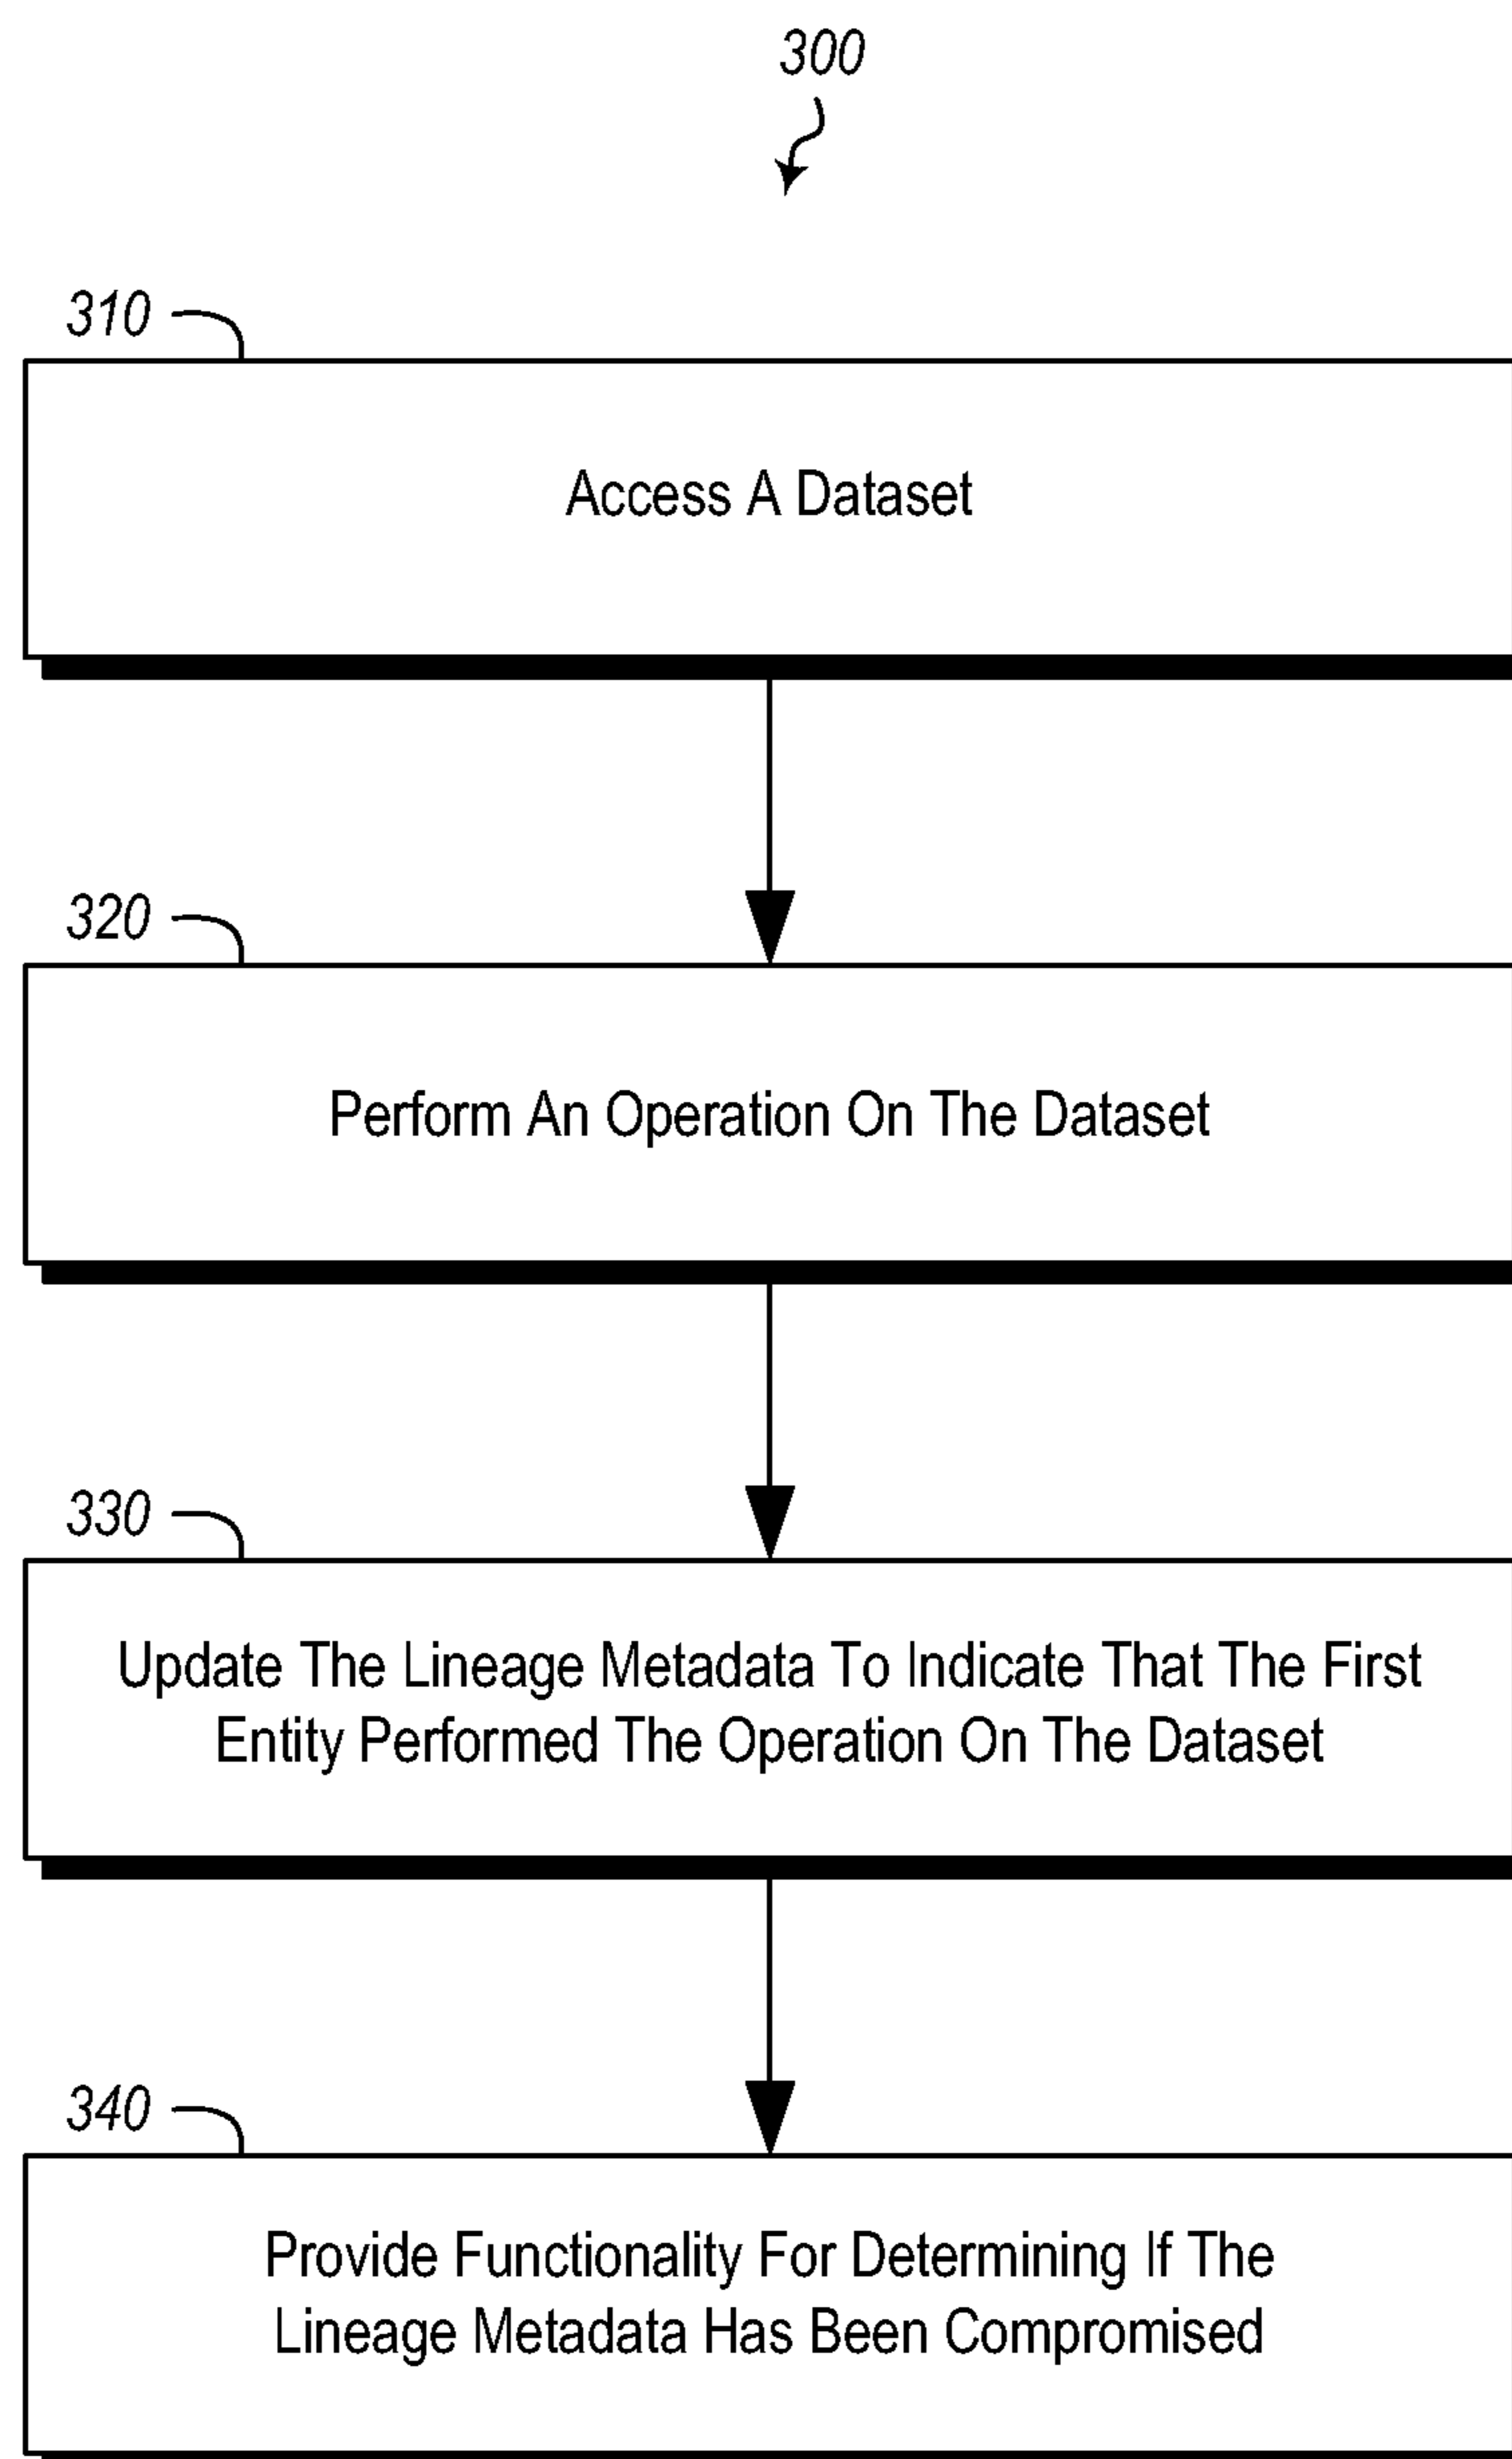 300
310
Access A Dataset
320
Perform An Operation On The Dataset
330
Update The Lineage Metadata To Indicate That The First
Entity Performed The Operation On The Dataset
340
Provide Functionality For Determining If The
Lineage Metadata Has Been Compromised